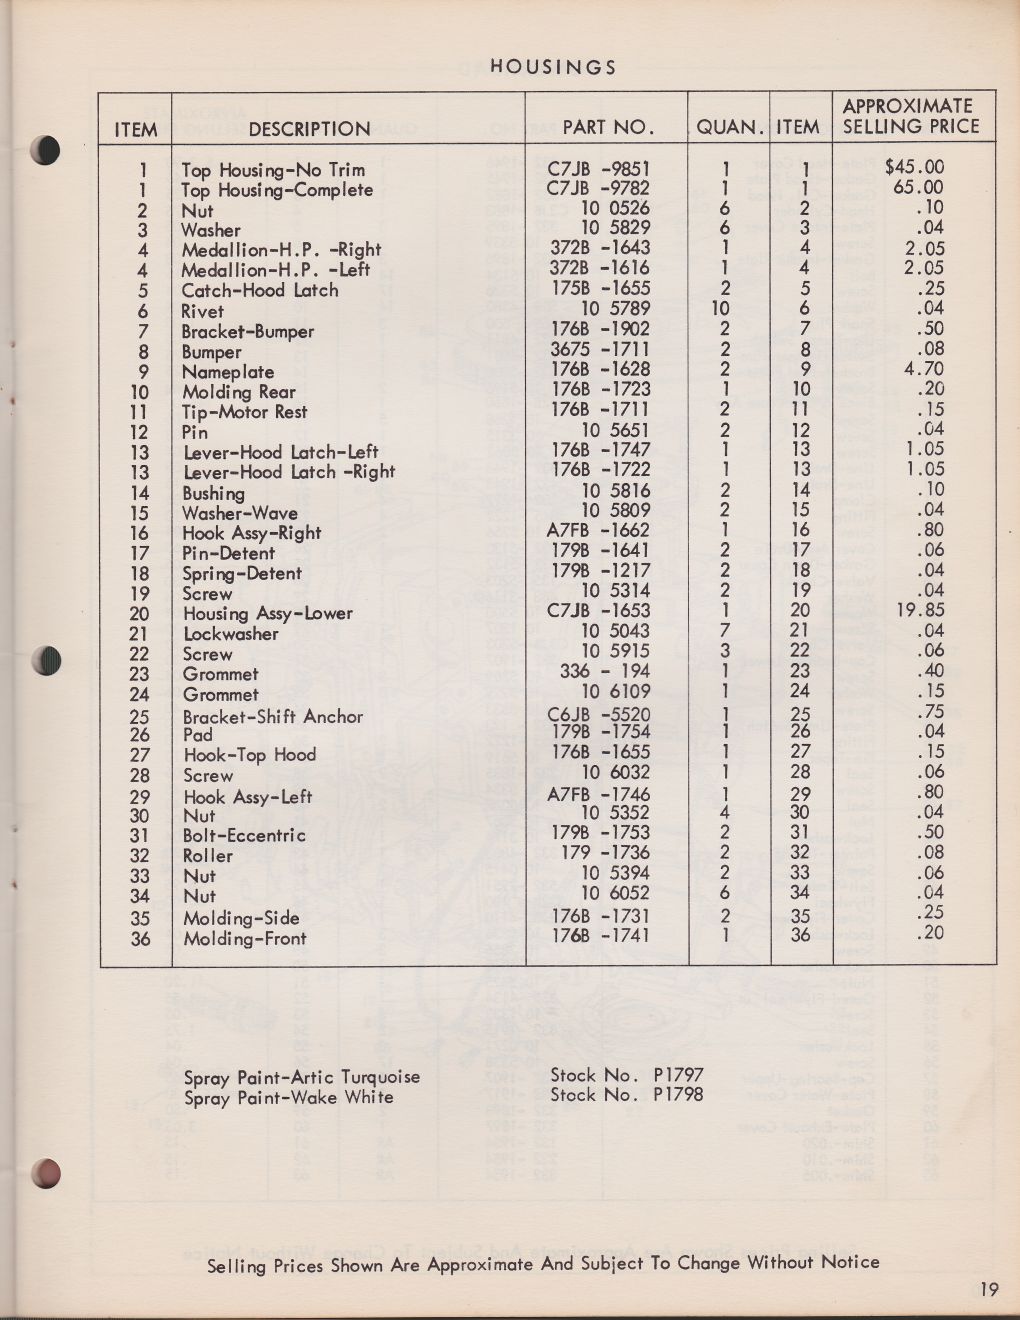 HOUSINGS
ITEM DESCRIPTION PART NO. QUAN. ITEM APPROXIMATE SELLING PRICE
1 Top Housing-No Trim C7JB -9851 1 1 $45.00
1 Top Housing-Complete C7JB -9782 1 1 65.00
2 Nut 10 0526 6 2 .10
3 Washer 10 5829 6 3 .04
4 Medallion-H.P. -Right 372B -1643 1 4 2.05
4 Medallion-H.P. -Left 372B -1616 1 4 2.05
5 Catch-Hood Latch 175B -1655 2 5 .25
6 Rivet 10 5789 10 6 .04
7 Bracket-Bumper 176B -1902 2 7 .50
8 Bumper 3675 -1711 2 8 .08
9 Nameplate 176B -1628 2 9 4.70
10 Molding Rear 176B -1723 1 10 .20
11 Tip-Motor Rest 176B -1711 2 11 .15
12 Pin 10 5651 2 12 .04
13 Lever-Hood Latch-Left 176B -1747 1 13 1.05
13 Lever-Hood Latch -Right 176B -1722 1 13 1.05
14 Bushing 10 5816 2 14 .10
15 Washer-Wave 10 5809 2 15 .04
16 Hook Assy-Right A7FB -1662 1 16 .80
17 Pin-Detent 179B -1641 2 17 .06
18 Spring-Detent 179B -1217 2 18 .04
19 Screw 10 5314 2 19 .04
20 Housing Assy-Lower C7JB -1653 1 20 19.85
21 Lockwasher 10 5043 7 21 .04
22 Screw 10 5915 3 22 .06
23 Grommet 336 - 194 1 23 .40
24 Grommet 10 6109 1 24 .15
25 Bracket-Shift Anchor C6JB -5520 1 25 .75
26 Pad 179B -1754 1 26 .04
27 Hook-Top Hood 176B -1655 1 27 .15
28 Screw 10 6032 1 28 .06
29 Hook Assy-Left A7FB -1746 1 29 .80
30 Nut 10 5352 4 30 .04
31 Bolt-Eccentric 179B -1753 2 31 .50
32 Roller 179 -1736 2 32 .08
33 Nut 10 5394 2 33 .06
34 Nut 10 6052 6 34 .04
35 Molding-Side 176B -1731 2 35 .25
36 Molding-Front 176B -1741 1 36 .20
Spray Paint-Artic Turquoise Stock No. P1797
Spray Paint-Wake White Stock No. P1798
Selling Prices Shown Are Approximate And Subject To Change Without Notice
19